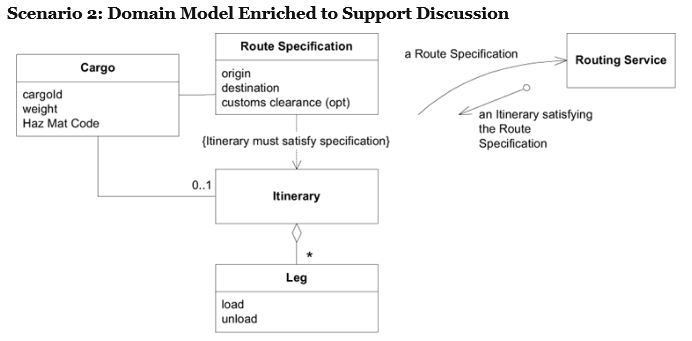 Scenario 2: Domain Model Enriched to Support Discussion
Cargo
cargoId
weight
Haz Mat Code
Route Specification
origin
destination
customs clearance (opt)
a Route Specification
Routing Service
an Itinerary satisfying
the Route
Specification
{Itinerary must satisfy specification}
0..1
Itinerary
*
Leg
load
unload